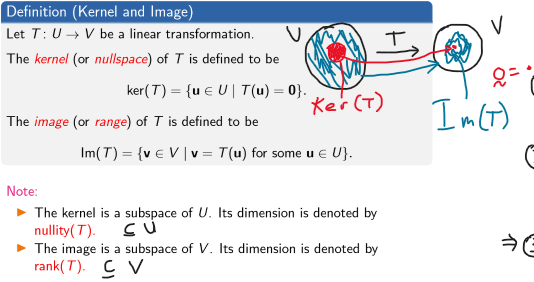 Definition (Kernel and Image)
Let T: U → V be a linear transformation.
The kernel (or nullspace) of T is defined to be
ker(T) = {u ∈ U | T(u) = 0}.
The image (or range) of T is defined to be
Im(T) = {v ∈ V | v = T(u) for some u ∈ U}.
U
T
V
Ker(T)
Im(T)
0 =
Note:
The kernel is a subspace of U. Its dimension is denoted by
nullity(T). ⊆ U
The image is a subspace of V. Its dimension is denoted by
rank(T). ⊆ V
⇒